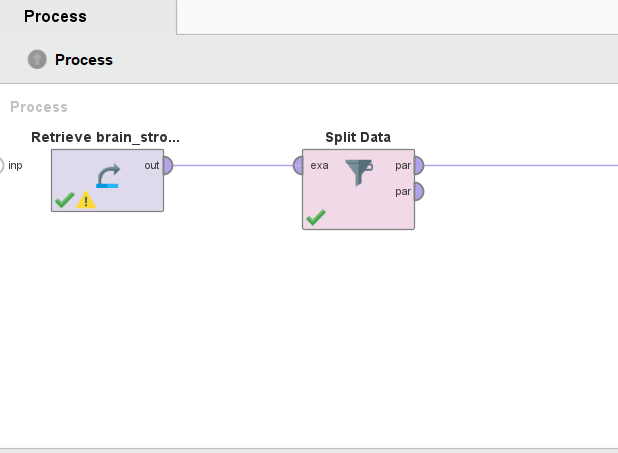 Process
Process
Process
Retrieve brain_stro...
Split Data
inp
out
exa
par
par